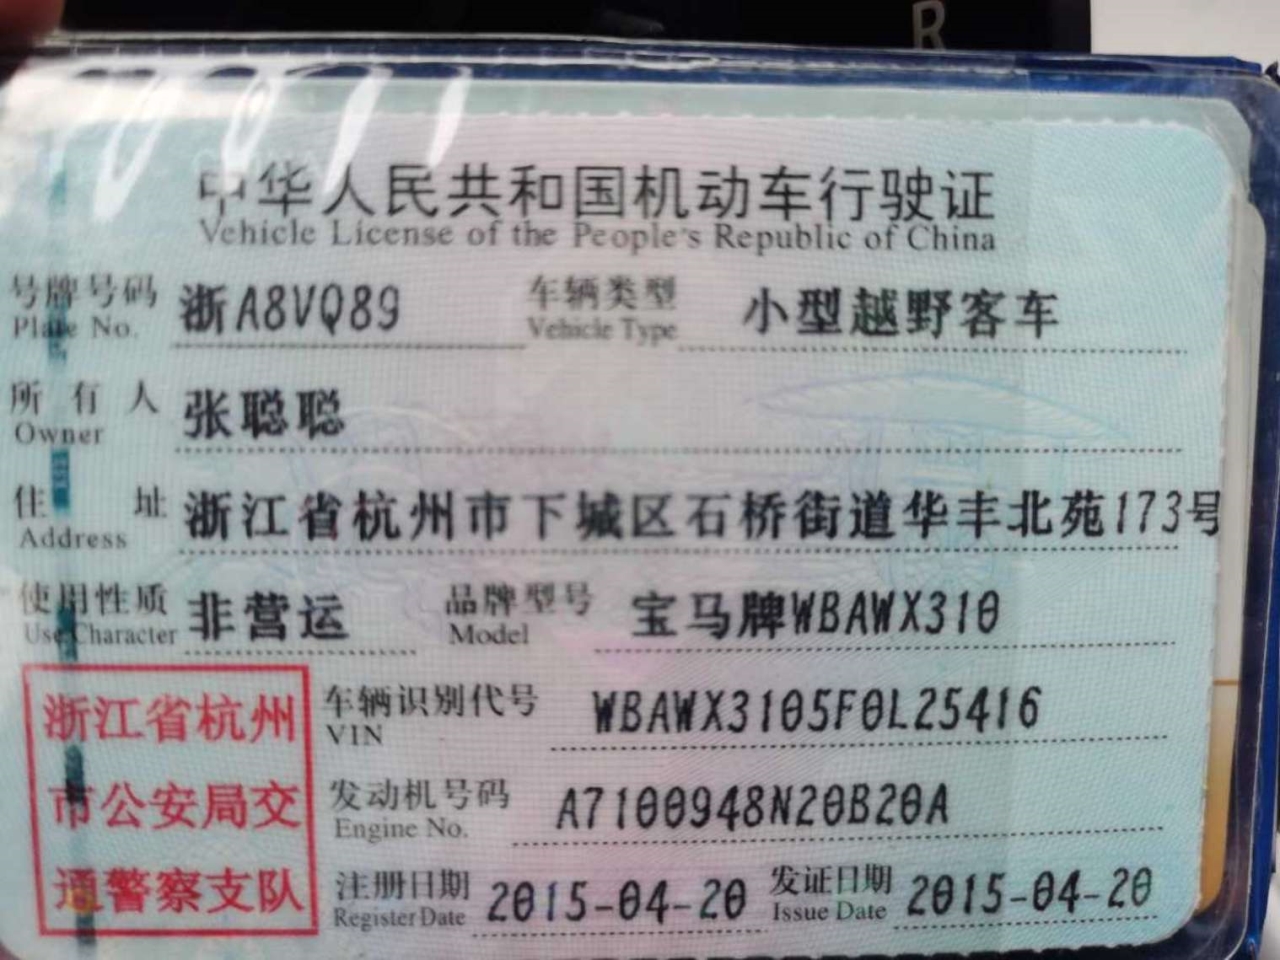 R
中华人民共和国机动车行驶证
Vehicle License of the People's Republic of China
号牌号码 浙A8VQ89 车辆类型 小型越野客车
Plate No. Vehicle Type
所有人 张聪聪
Owner
住址 浙江省杭州市下城区石桥街道华丰北苑173号
Address
使用性质 非营运 品牌型号 宝马牌WBAWX310
Use Character Model
浙江省杭州
市公安局交
通警察支队
车辆识别代号 WBAWX3105F0L25416
VIN
发动机号码 A7100948N20B20A
Engine No.
注册日期 2015-04-20 发证日期 2015-04-20
Register Date Issue Date